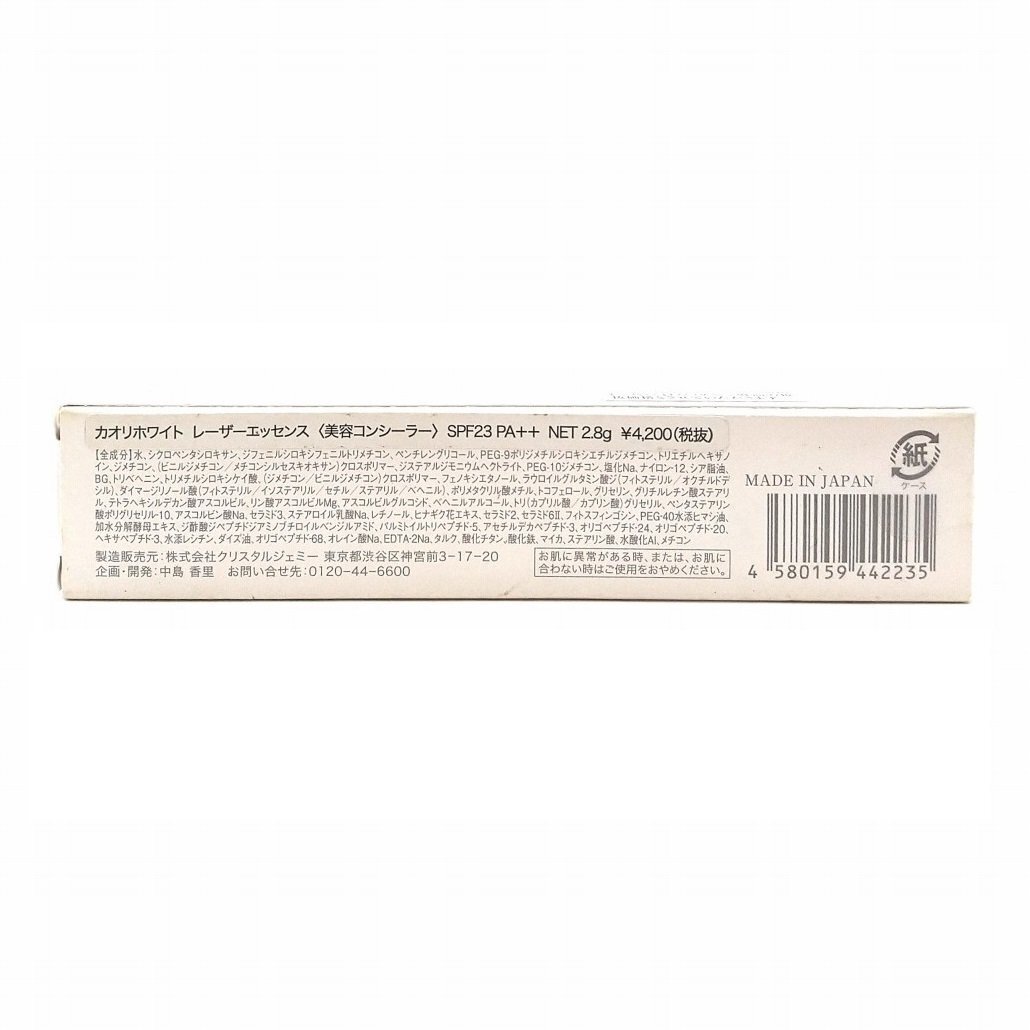 カオリホワイト レーザーエッセンス〈美容コンシーラー〉SPF23 PA++ NET 2.8g ¥4,200(税抜)
【全成分】水、シクロペンタシロキサン、ジフェニルシロキシフェニルトリメチコン、ペンチレングリコール、PEG-9ポリジメチルシロキシエチルジメチコン、トリエチルヘキサノ
イン、ジメチコン、(ビニルジメチコン/メチコンシルセスキオキサン)クロスポリマー、ジステアルジモニウムヘクトライト、PEG-10ジメチコン、塩化Na、ナイロン-12、シア脂油、
BG、トリベヘニン、トリメチルシロキシケイ酸、(ジメチコン/ビニルジメチコン)クロスポリマー、フェノキシエタノール、ラウロイルグルタミン酸ジ(フィトステリル/オクチルドデ
シル)、ダイマージリノール酸(フィトステリル/イソステアリル/セチル/ステアリル/ベヘニル)、ポリメタクリル酸メチル、トコフェロール、グリセリン、グリチルレチン酸ステアリ
ル、テトラヘキシルデカン酸アスコルビル、リン酸アスコルビルMg、アスコルビルグルコシド、ベヘニルアルコール、トリ(カプリル酸/カプリン酸)グリセリル、ペンタステアリン
酸ポリグリセリル-10、アスコルビン酸Na、セラミド3、ステアロイル乳酸Na、レチノール、ヒナギク花エキス、セラミド2、セラミド6II、フィトスフィンゴシン、PEG-40水添ヒマシ油、
加水分解酵母エキス、ジ酢酸ジペプチドジアミノブチロイルベンジルアミド、パルミトイルトリペプチド-5、アセチルデカペプチド-3、オリゴペプチド-24、オリゴペプチド-20、
ヘキサペプチド-3、水添レシチン、ダイズ油、オリゴペプチド-68、オレイン酸Na、EDTA-2Na、タルク、酸化チタン、酸化鉄、マイカ、ステアリン酸、水酸化Al、メチコン
製造販売元:株式会社クリスタルジェミー 東京都渋谷区神宮前3-17-20
企画・開発:中島 香里 お問い合せ先:0120-44-6600
お肌に異常がある時、または、お肌に
合わない時はご使用をおやめください。
MADE IN JAPAN
紙
ケース
4 580159 442235